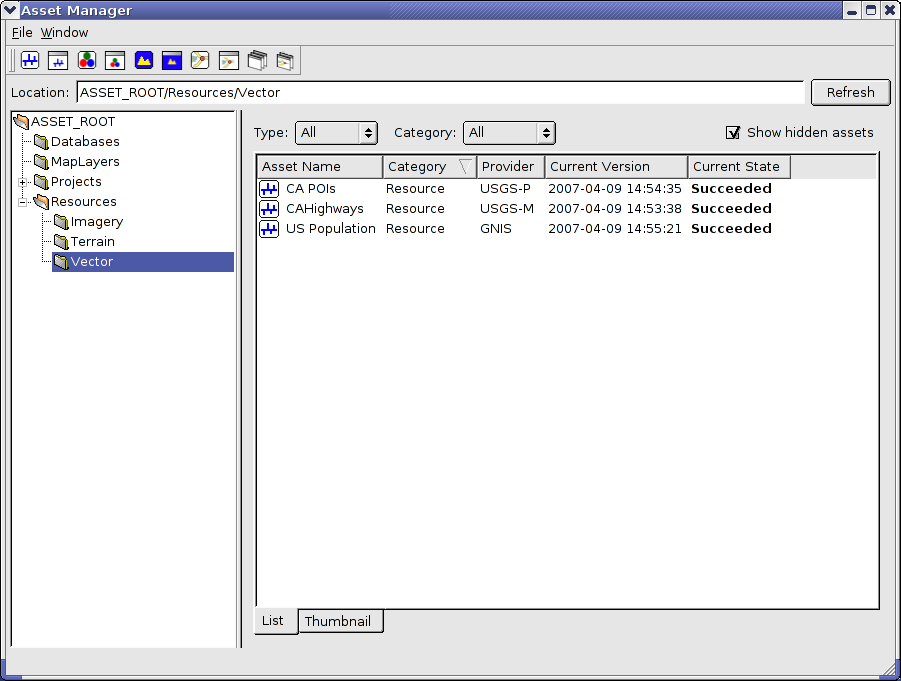 Asset Manager
File Window
Location: ASSET_ROOT/Resources/Vector Refresh
ASSET_ROOT
Databases
MapLayers
Projects
Resources
Imagery
Terrain
Vector
Type: All Category: All Show hidden assets
Asset Name Category Provider Current Version Current State
CA POIs Resource USGS-P 2007-04-09 14:54:35 Succeeded
CAHighways Resource USGS-M 2007-04-09 14:53:38 Succeeded
US Population Resource GNIS 2007-04-09 14:55:21 Succeeded
List Thumbnail